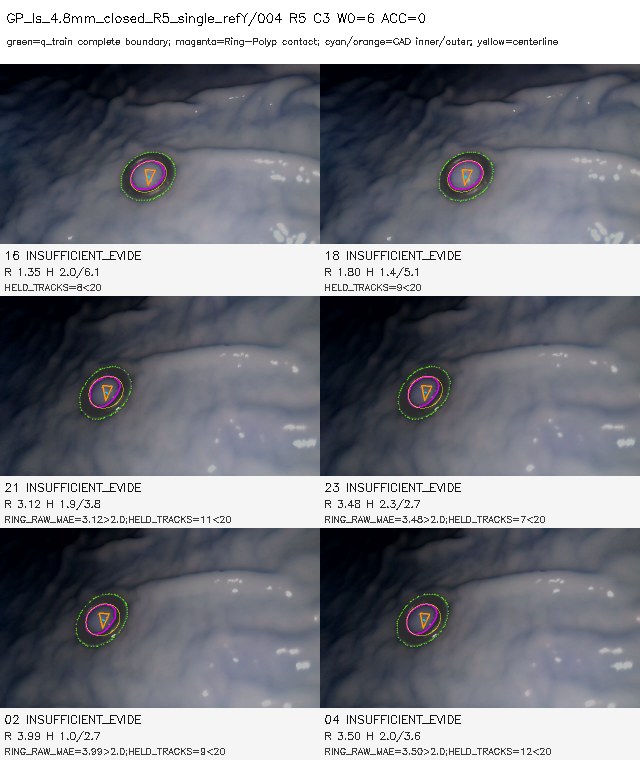 GP_Is_4.8mm_closed_R5_single_refY/004 R5 C3 W0=6 ACC=0
green=q_train complete boundary; magenta=Ring-Polyp contact; cyan/orange=CAD inner/outer; yellow=centerline
16 INSUFFICIENT_EVIDE
R 1.35 H 2.0/6.1
HELD_TRACKS=8<20
18 INSUFFICIENT_EVIDE
R 1.80 H 1.4/5.1
HELD_TRACKS=9<20
21 INSUFFICIENT_EVIDE
R 3.12 H 1.9/3.8
RING_RAW_MAE=3.12>2.0;HELD_TRACKS=11<20
23 INSUFFICIENT_EVIDE
R 3.48 H 2.3/2.7
RING_RAW_MAE=3.48>2.0;HELD_TRACKS=7<20
02 INSUFFICIENT_EVIDE
R 3.99 H 1.0/2.7
RING_RAW_MAE=3.99>2.0;HELD_TRACKS=9<20
04 INSUFFICIENT_EVIDE
R 3.50 H 2.0/3.6
RING_RAW_MAE=3.50>2.0;HELD_TRACKS=12<20